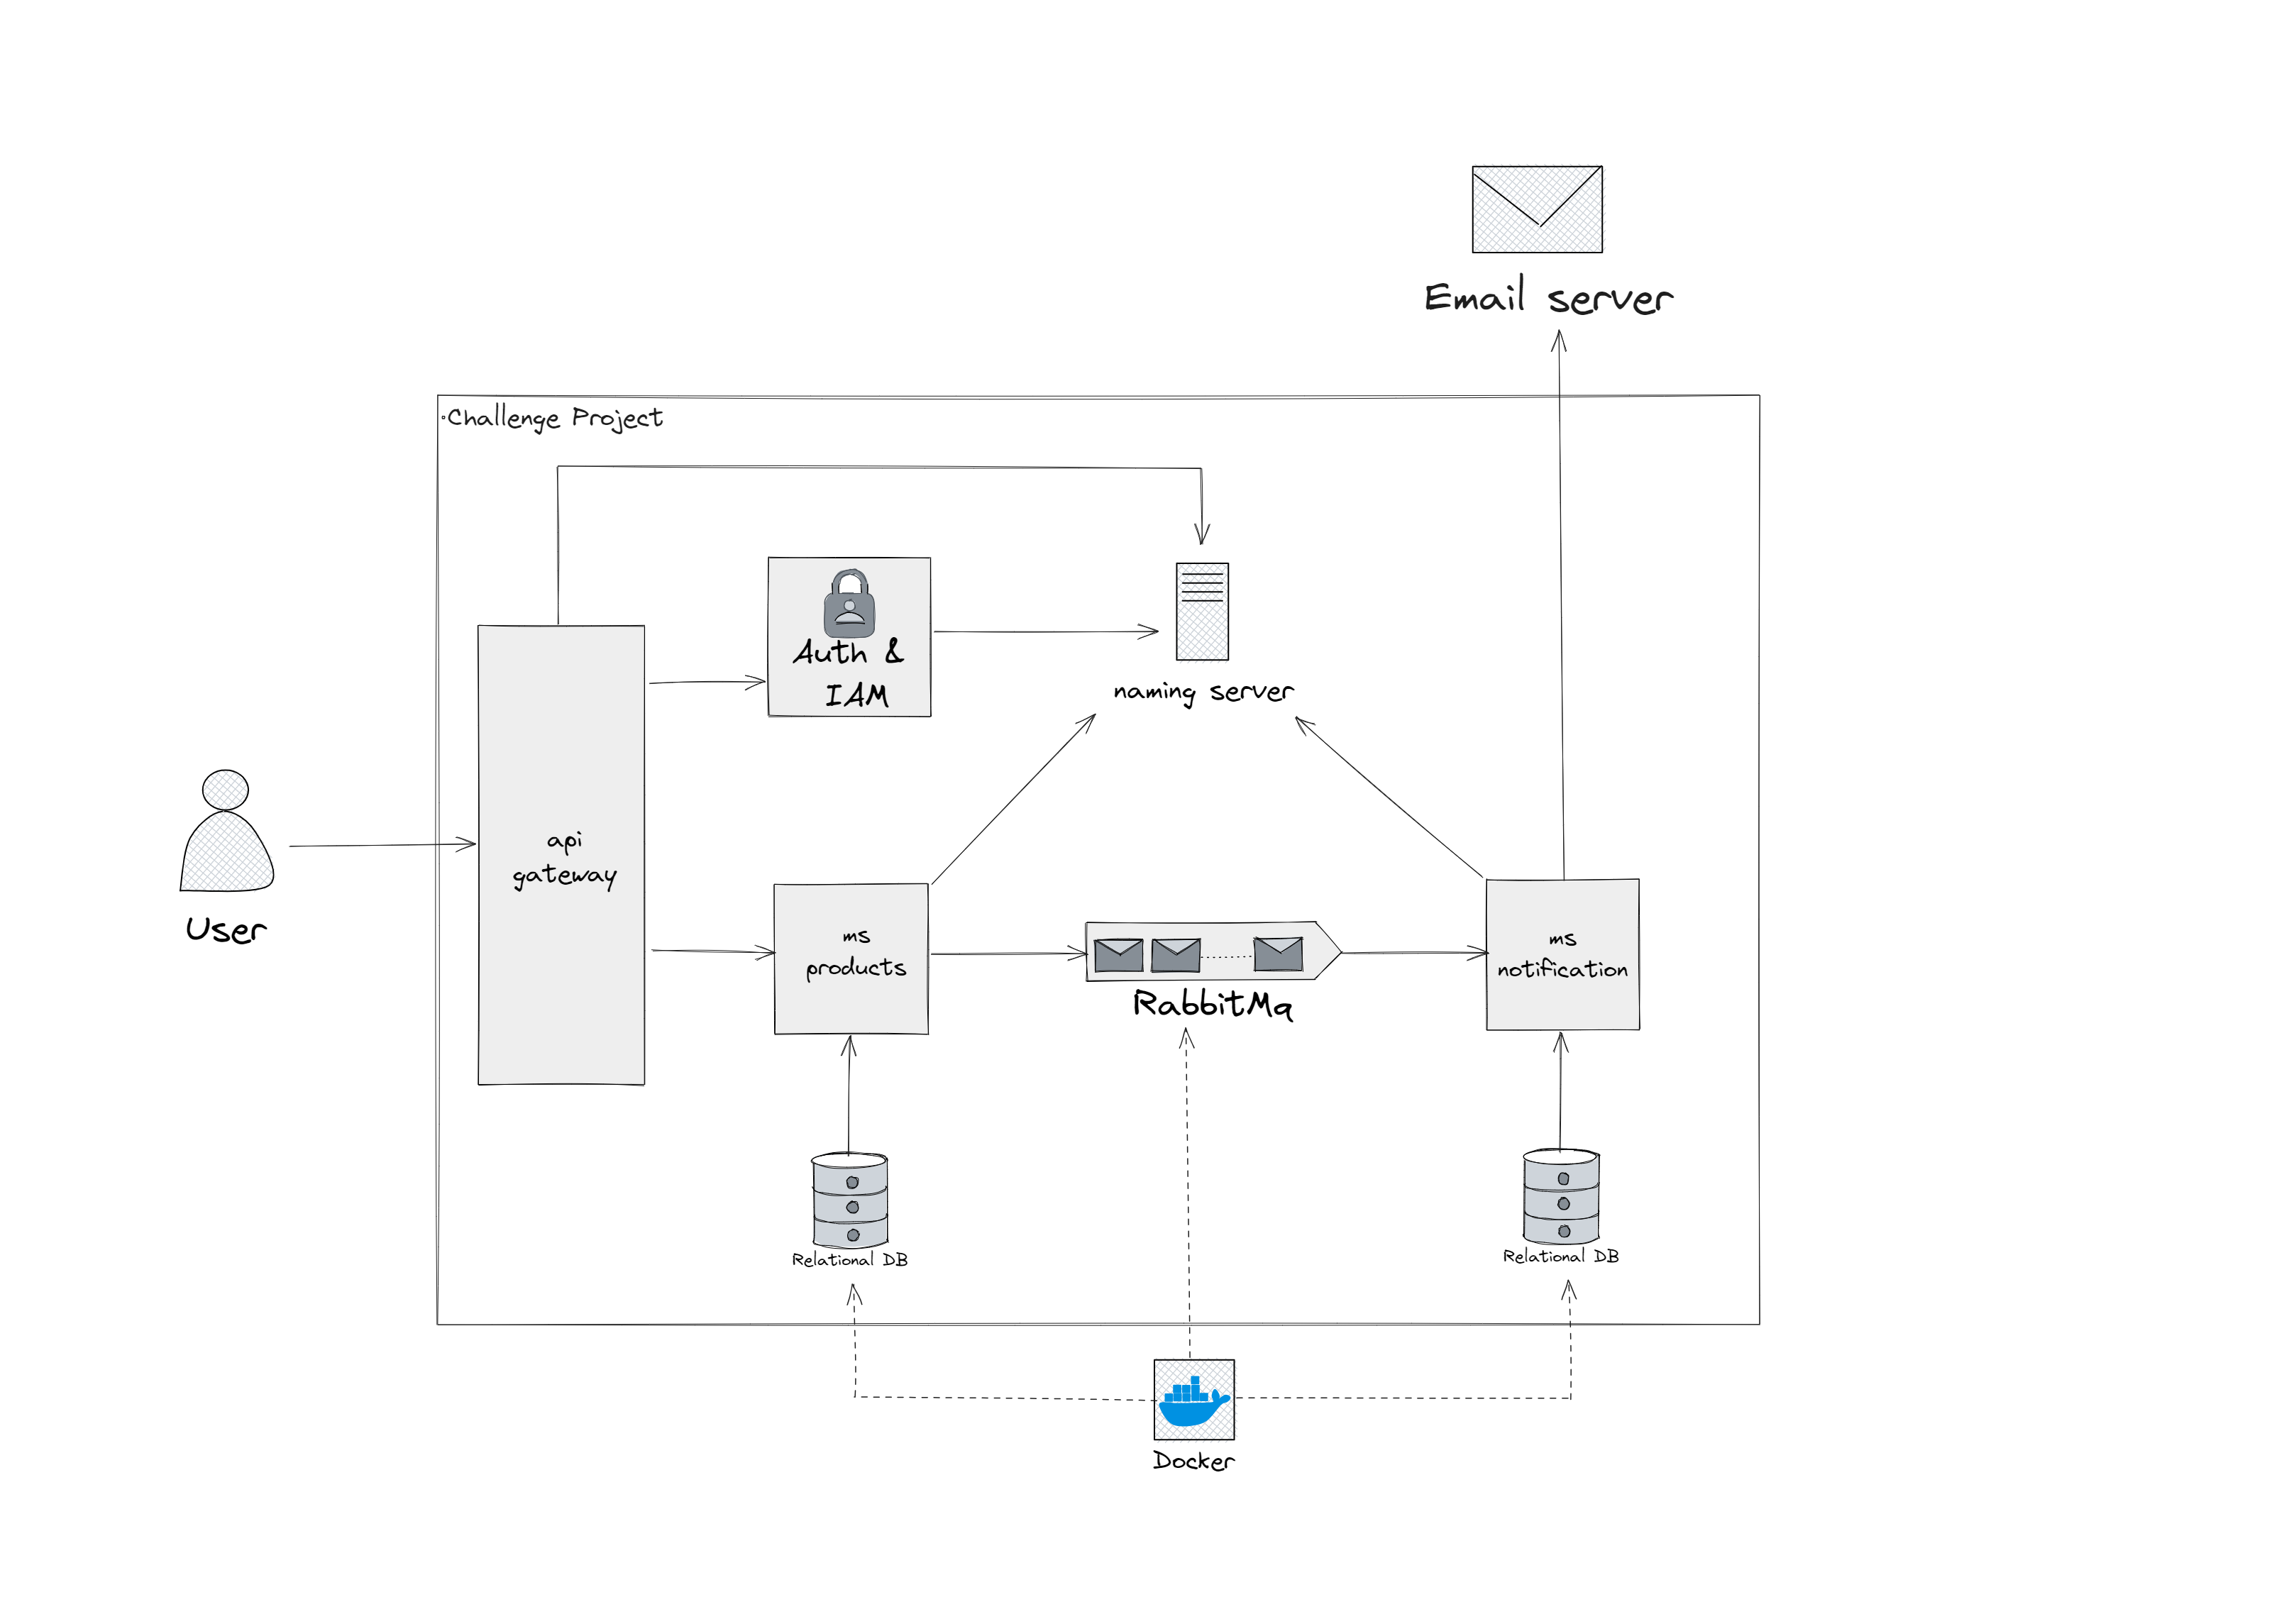 Email server
Challenge Project
Auth &
IAM
naming server
api
gateway
User
ms
products
RabbitMq
ms
notification
Relational DB
Relational DB
Docker